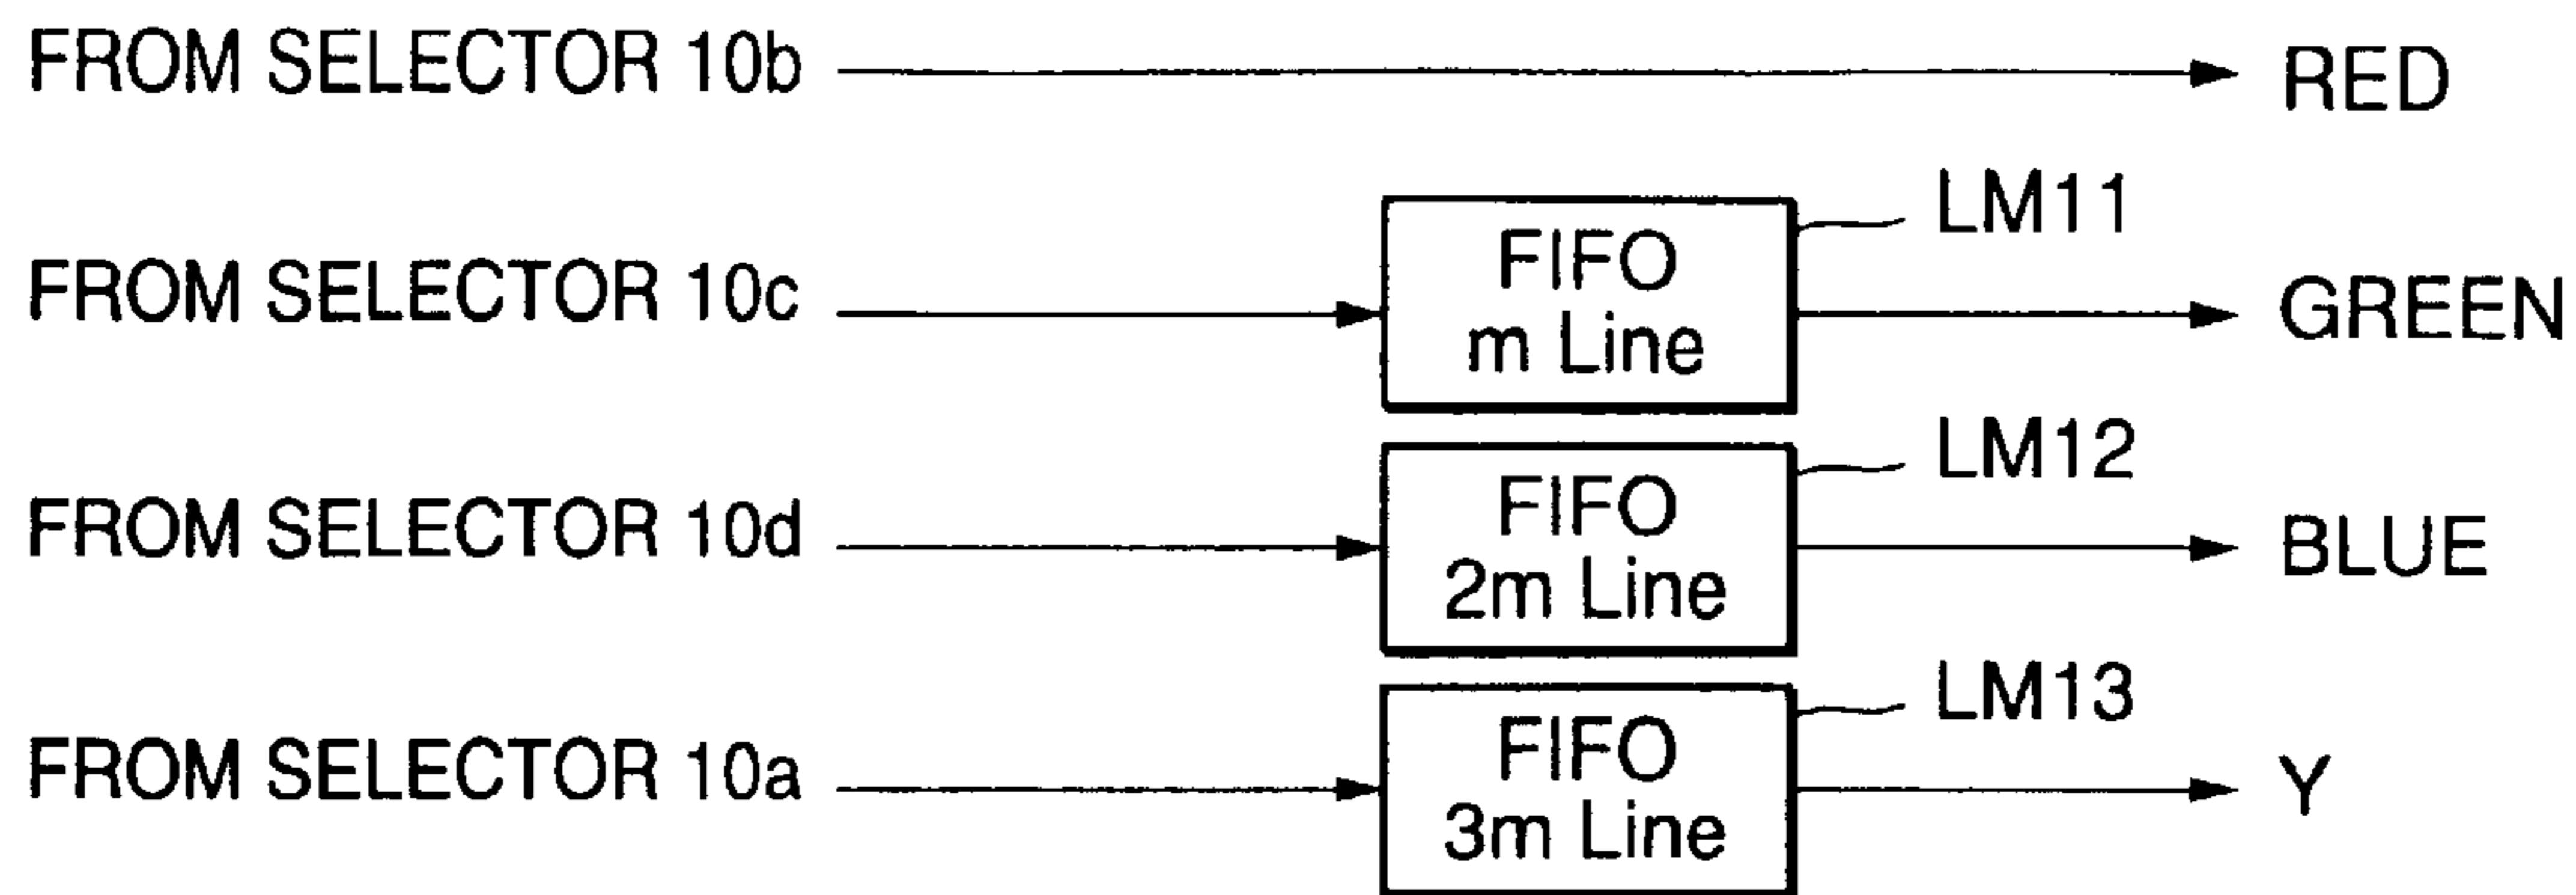 FROM SELECTOR 10b RED
LM11
FROM SELECTOR 10c FIFO GREEN
m Line
LM12
FROM SELECTOR 10d FIFO BLUE
2m Line
LM13
FROM SELECTOR 10a FIFO Y
3m Line